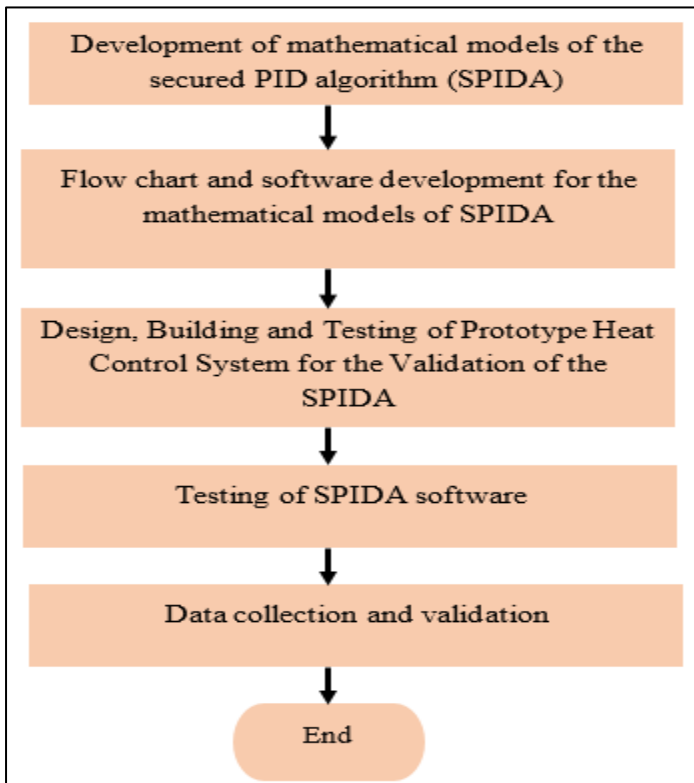 Development of mathematical models of the
secured PID algorithm (SPIDA)
Flow chart and software development for the
mathematical models of SPIDA
Design, Building and Testing of Prototype Heat
Control System for the Validation of the
SPIDA
Testing of SPIDA software
Data collection and validation
End